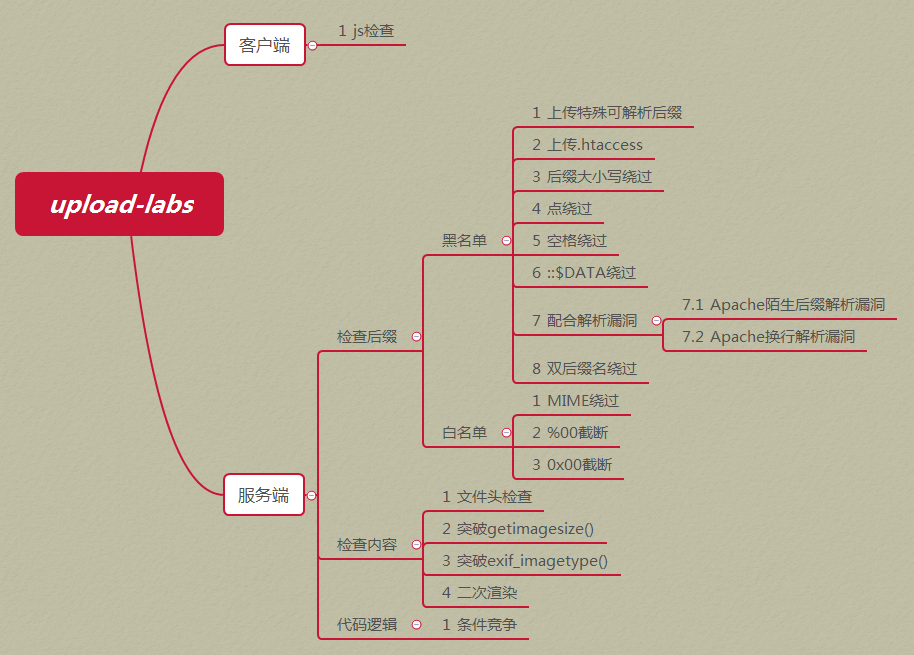 upload-labs
客户端
1 js检查
服务端
检查后缀
黑名单
1 上传特殊可解析后缀
2 上传.htaccess
3 后缀大小写绕过
4 点绕过
5 空格绕过
6 ::$DATA绕过
7 配合解析漏洞
7.1 Apache陌生后缀解析漏洞
7.2 Apache换行解析漏洞
8 双后缀名绕过
白名单
1 MIME绕过
2 %00截断
3 0x00截断
检查内容
1 文件头检查
2 突破getimagesize()
3 突破exif_imagetype()
4 二次渲染
代码逻辑
1 条件竞争